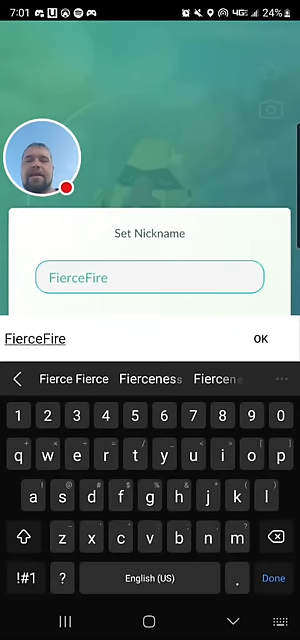 7:01
4G
24%
Set Nickname
FierceFire
FierceFire
OK
Fierce Fierce Fierceness Fiercene
1 2 3 4 5 6 7 8 9 0
q w e r t y u i o p
a s d f g h j k l
z x c v b n m
!#1 ? English (US) . Done